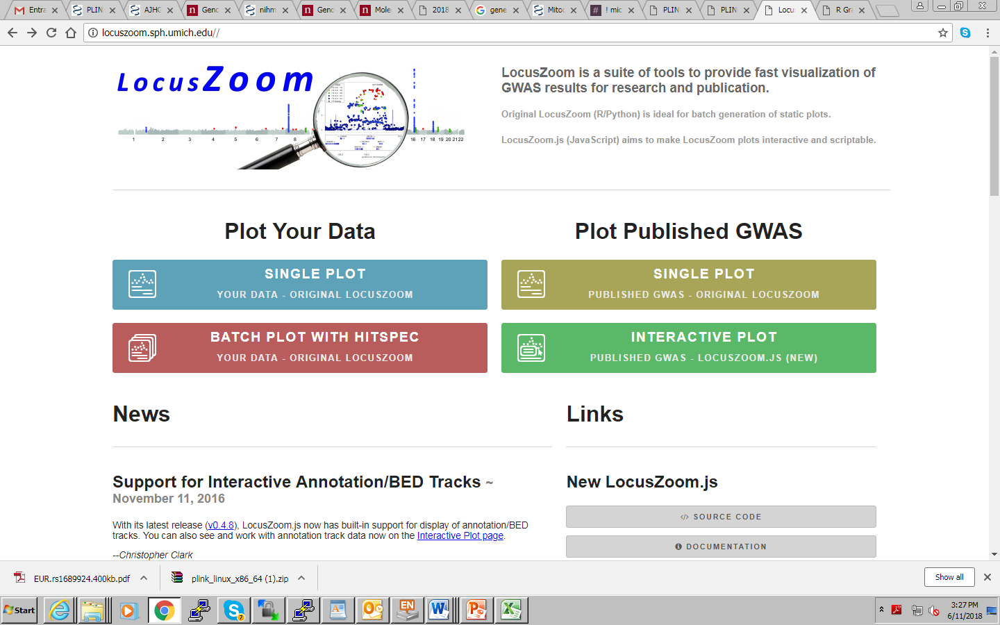 Entra
PLIN
AJHG
Geno
nihm
Geno
Mole
2018
gene
Mitoc
! mic
PLIN
PLIN
Locus
R Gra
locuszoom.sph.umich.edu//
LocusZoom
1 2 3 4 5 6 7 8 16 17 18 19 20 21 22
LocusZoom is a suite of tools to provide fast visualization of
GWAS results for research and publication.
Original LocusZoom (R/Python) is ideal for batch generation of static plots.
LocusZoom.js (JavaScript) aims to make LocusZoom plots interactive and scriptable.
Plot Your Data
SINGLE PLOT
YOUR DATA - ORIGINAL LOCUSZOOM
BATCH PLOT WITH HITSPEC
YOUR DATA - ORIGINAL LOCUSZOOM
Plot Published GWAS
SINGLE PLOT
PUBLISHED GWAS - ORIGINAL LOCUSZOOM
INTERACTIVE PLOT
PUBLISHED GWAS - LOCUSZOOM.JS (NEW)
News
Support for Interactive Annotation/BED Tracks ~
November 11, 2016
With its latest release (v0.4.8), LocusZoom.js now has built-in support for display of annotation/BED
tracks. You can also see and work with annotation track data now on the Interactive Plot page.
--Christopher Clark
Links
New LocusZoom.js
</> SOURCE CODE
DOCUMENTATION
EUR.rs1689924.400kb.pdf
plink_linux_x86_64 (1).zip
Show all
Start
7
EN
3:27 PM
6/11/2018